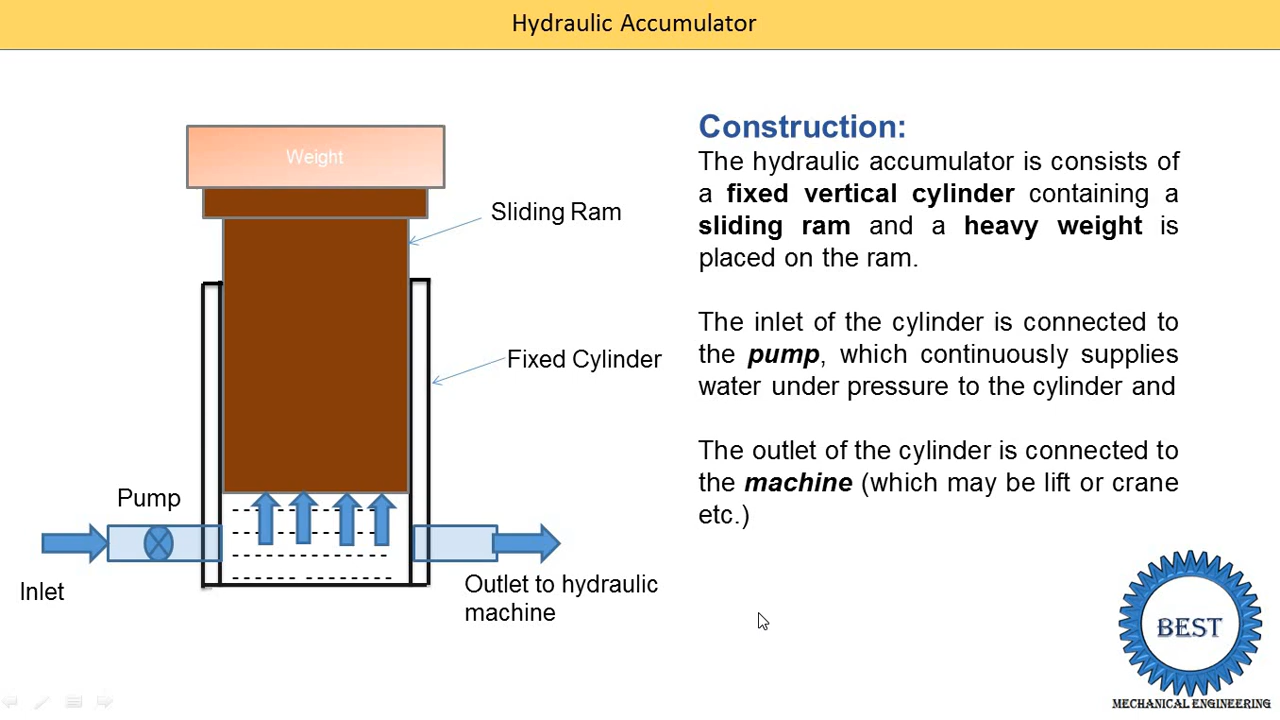 Hydraulic Accumulator
Weight
Sliding Ram
Fixed Cylinder
Pump
Inlet
Outlet to hydraulic
machine
Construction:
The hydraulic accumulator is consists of
a fixed vertical cylinder containing a
sliding ram and a heavy weight is
placed on the ram.
The inlet of the cylinder is connected to
the pump, which continuously supplies
water under pressure to the cylinder and
The outlet of the cylinder is connected to
the machine (which may be lift or crane
etc.)
BEST
MECHANICAL ENGINEERING